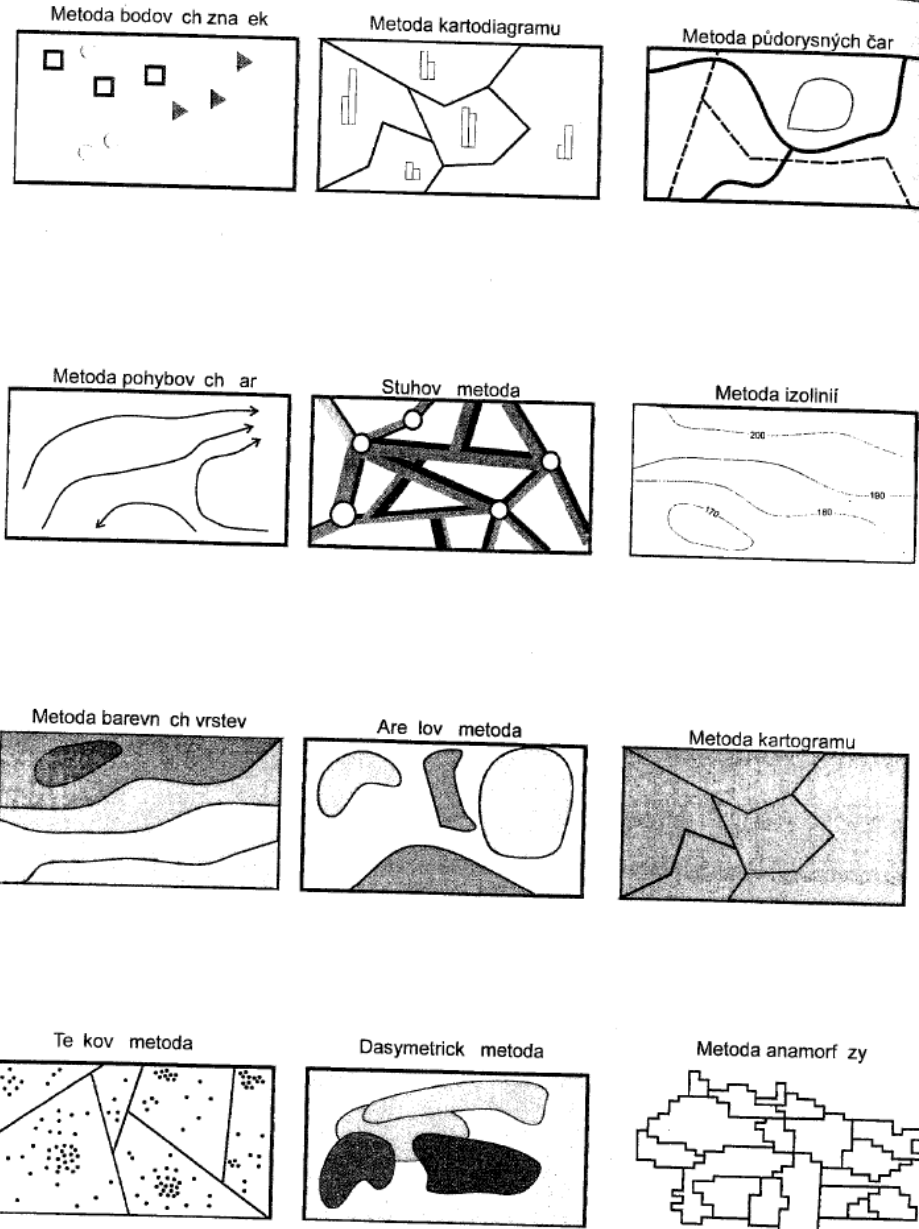 Metoda bodov ch zna ek
Metoda kartodiagramu
Metoda půdorysných čar
Metoda pohybov ch ar
Stuhov metoda
Metoda izolinií
200
190
180
170
Metoda barevn ch vrstev
Are lov metoda
Metoda kartogramu
Te kov metoda
Dasymetrick metoda
Metoda anamorf zy